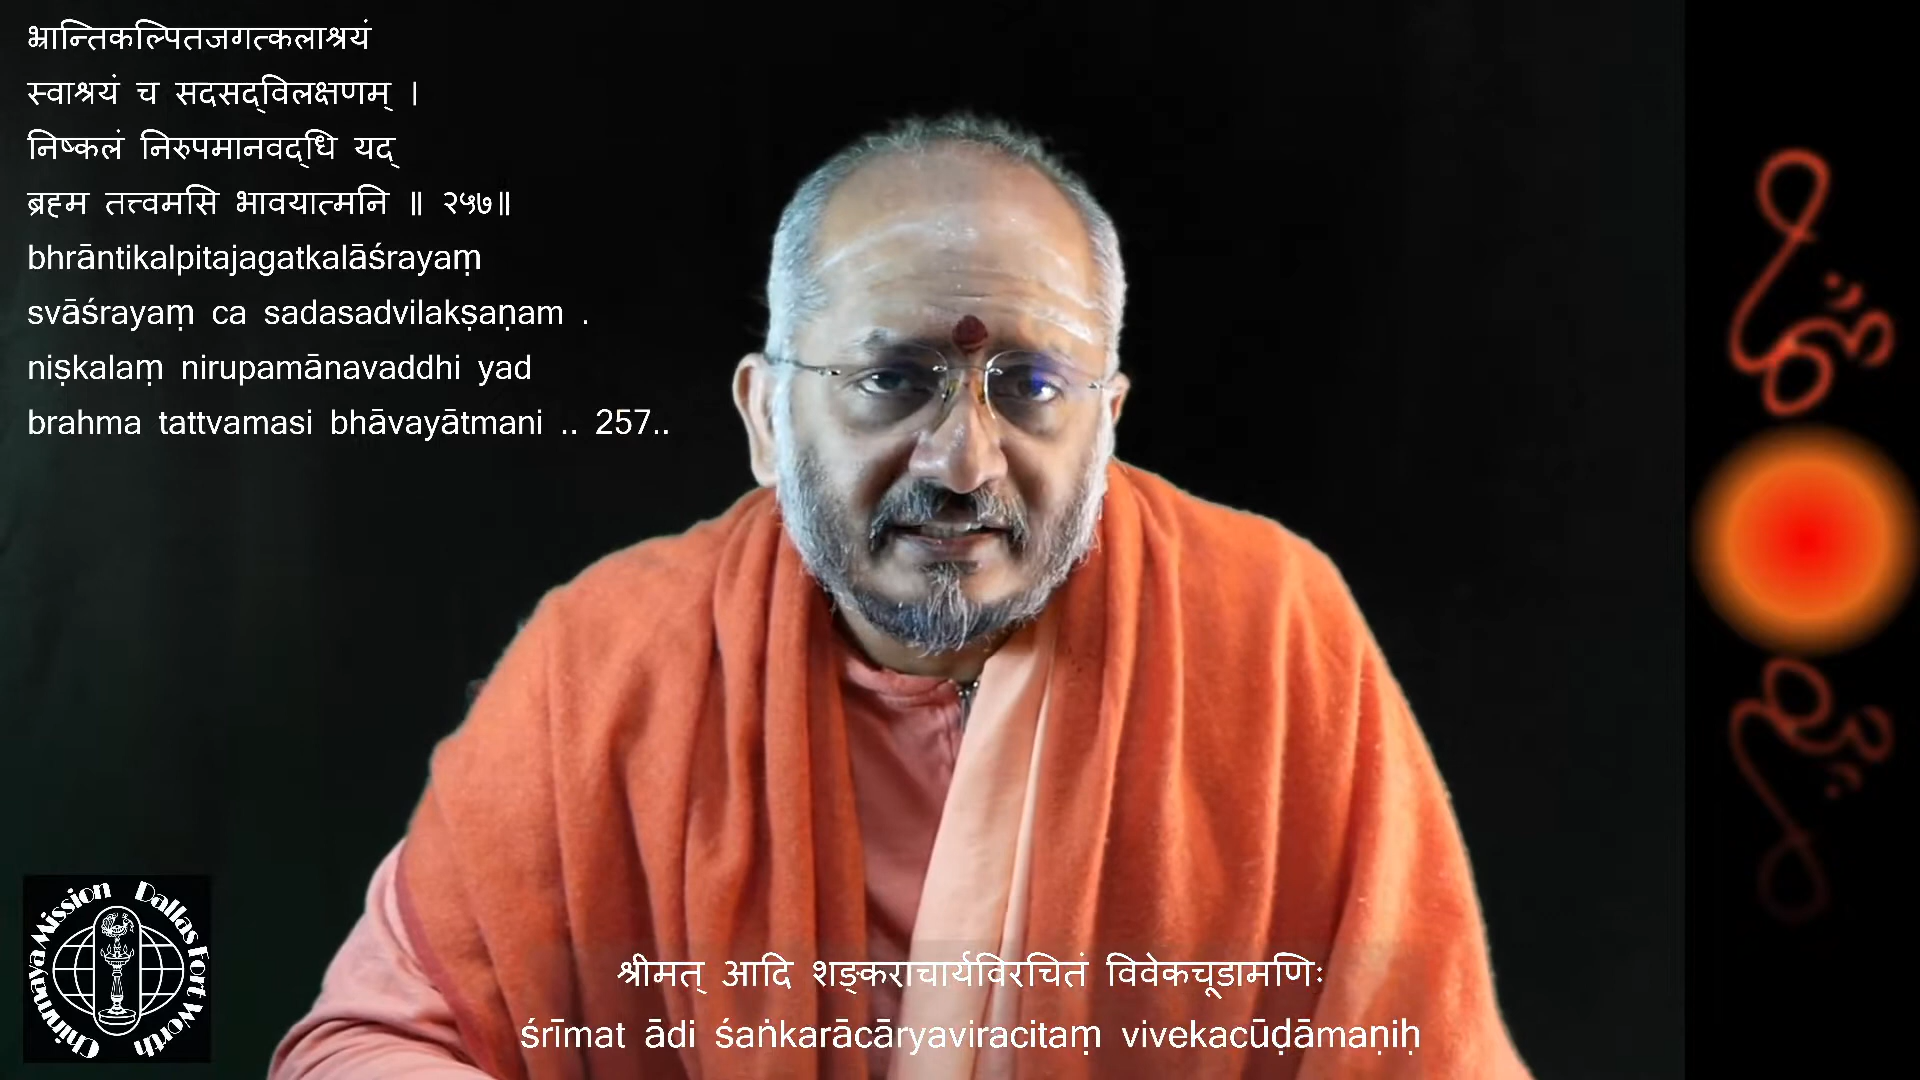 भ्रान्तिकल्पितजगत्कलाश्रयं
स्वाश्रयं च सदसद्विलक्षणम् ।
निष्कलं निरुपमानवद्धि यद्
ब्रह्म तत्त्वमसि भावयात्मनि ॥ २५७॥
bhrāntikalpitajagatkalāśrayaṃ
svāśrayaṃ ca sadasadvilakṣaṇam .
niṣkalaṃ nirupamānavaddhi yad
brahma tattvamasi bhāvayātmani .. 257..
Chinmaya Mission Dallas Fort Worth
श्रीमत् आदि शङ्कराचार्यविरचितं विवेकचूडामणिः
śrīmat ādi śaṅkarācāryaviracitaṃ vivekacūḍāmaṇiḥ
ॐ
ॐ